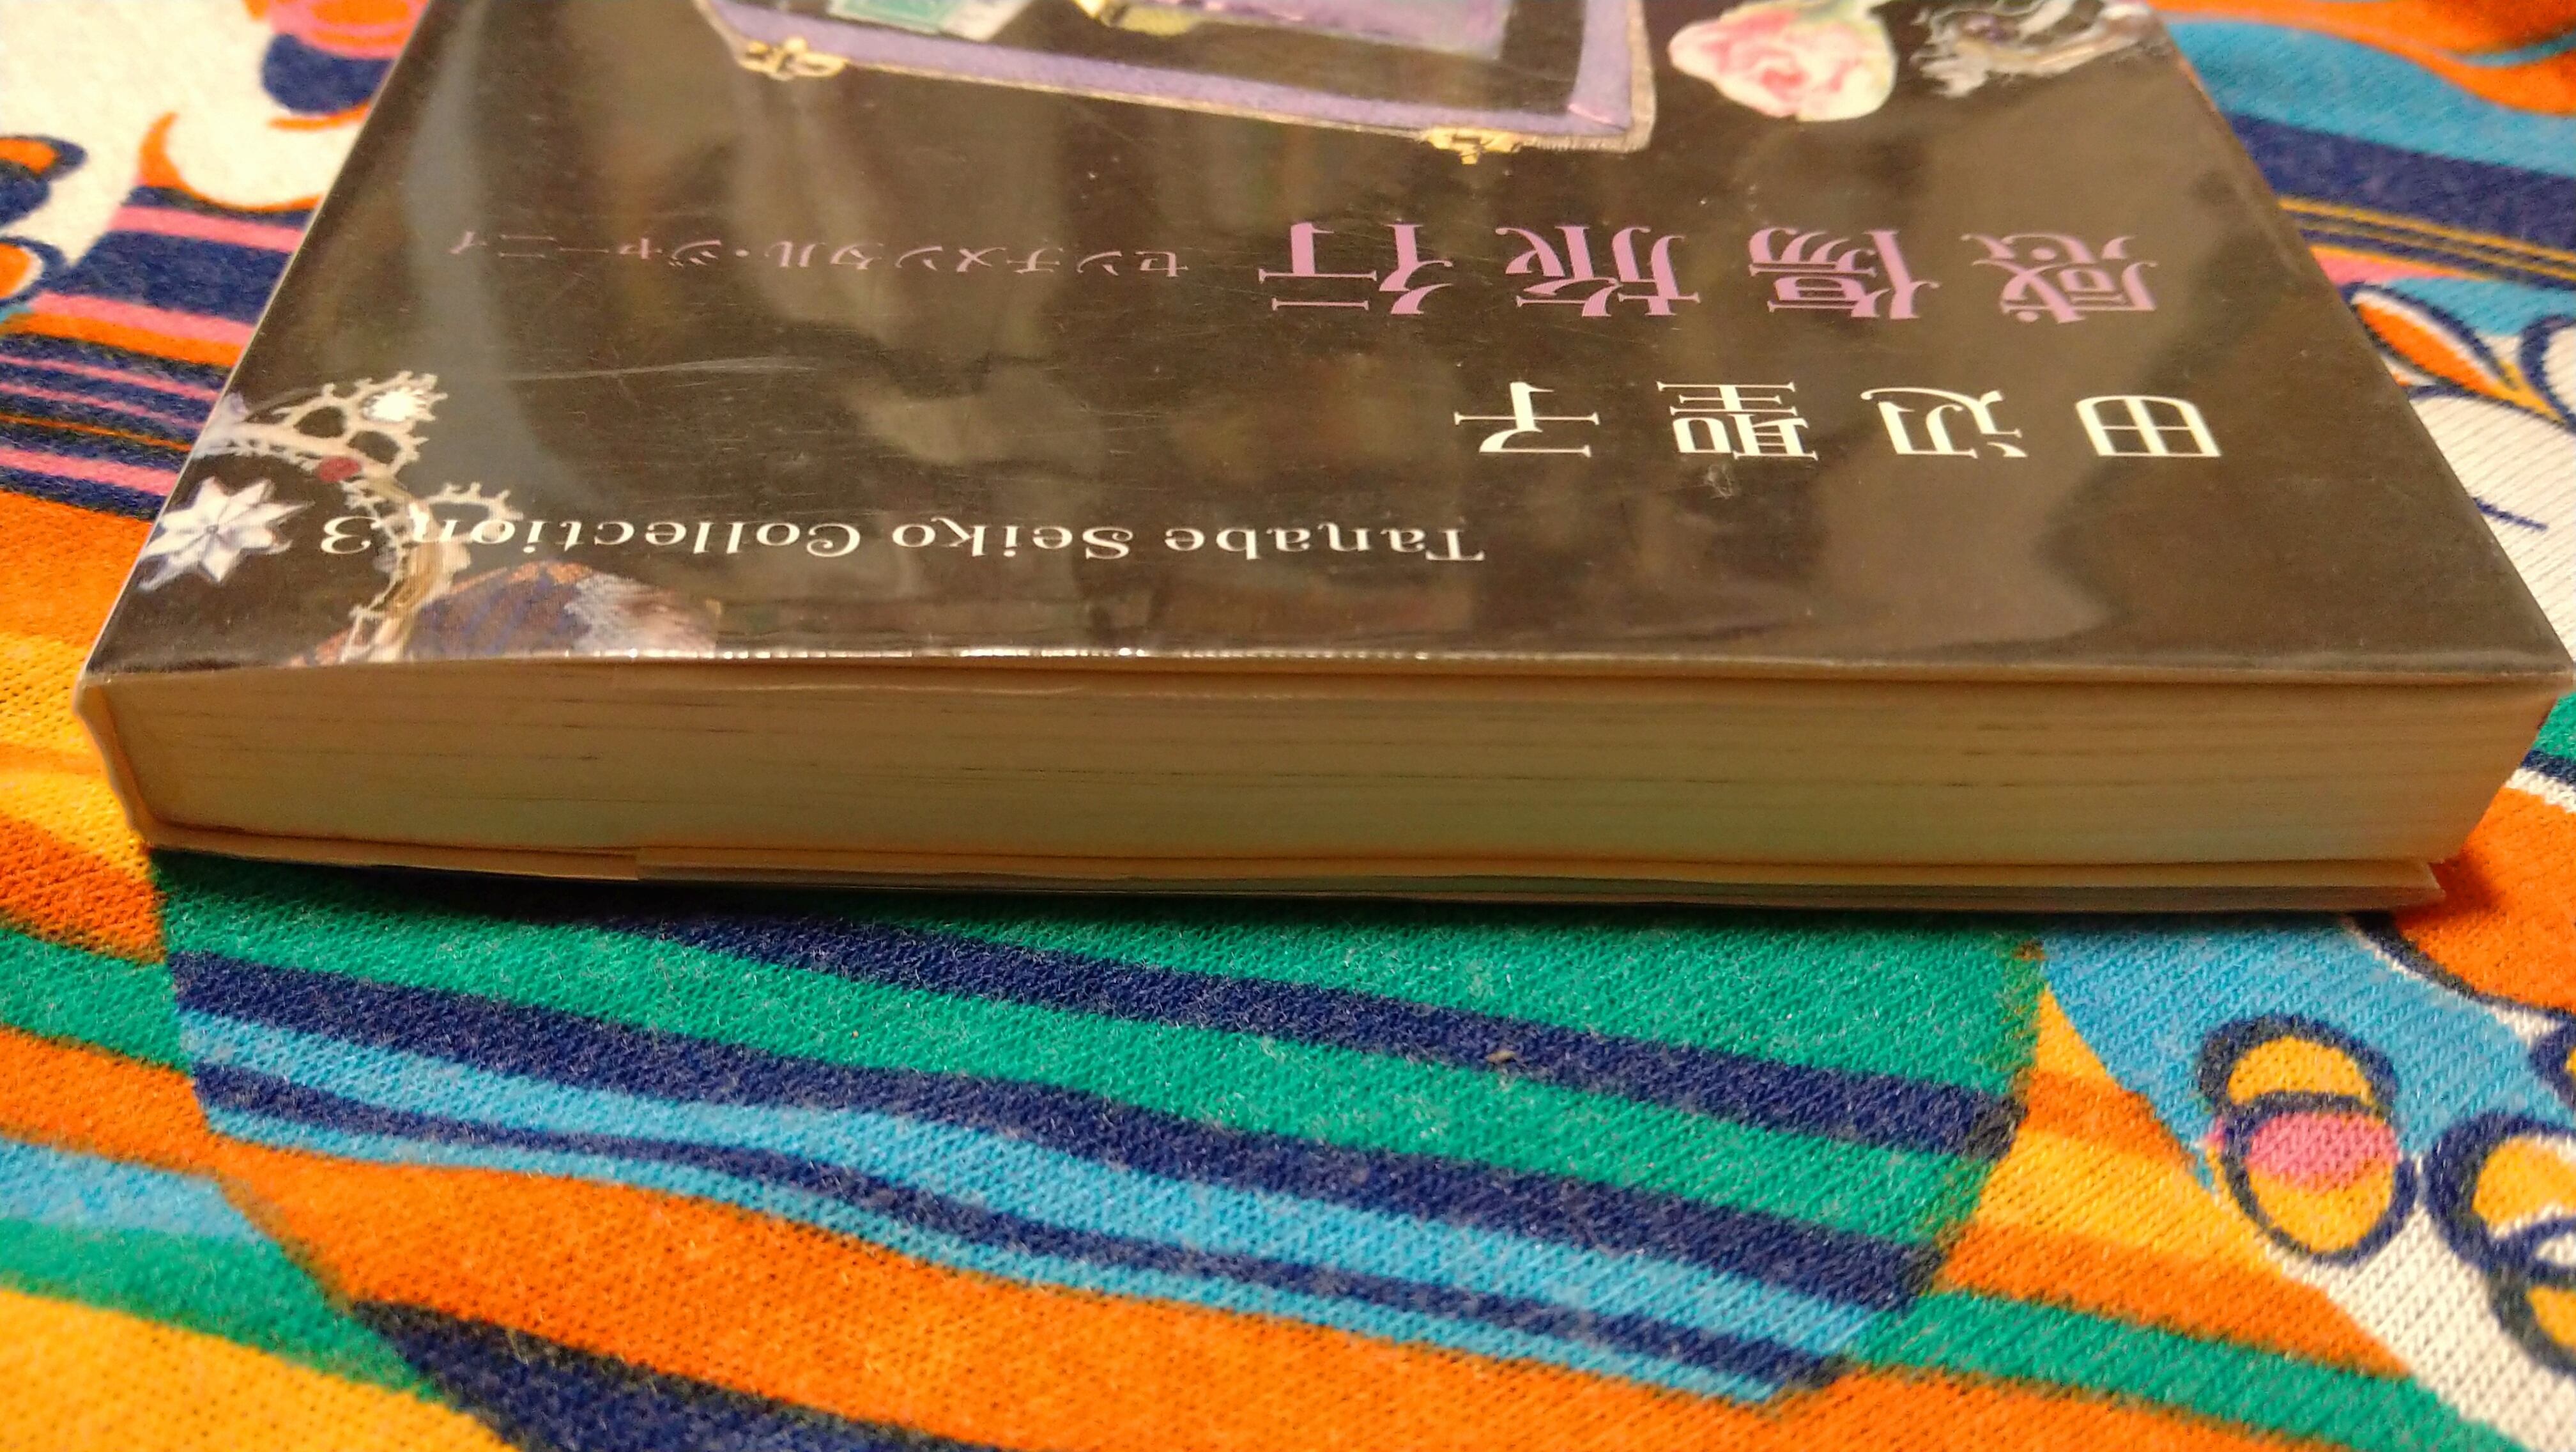 Tanabe Seiko Collection 3
田辺聖子
感傷旅行 センチメンタル・ジャーニィ